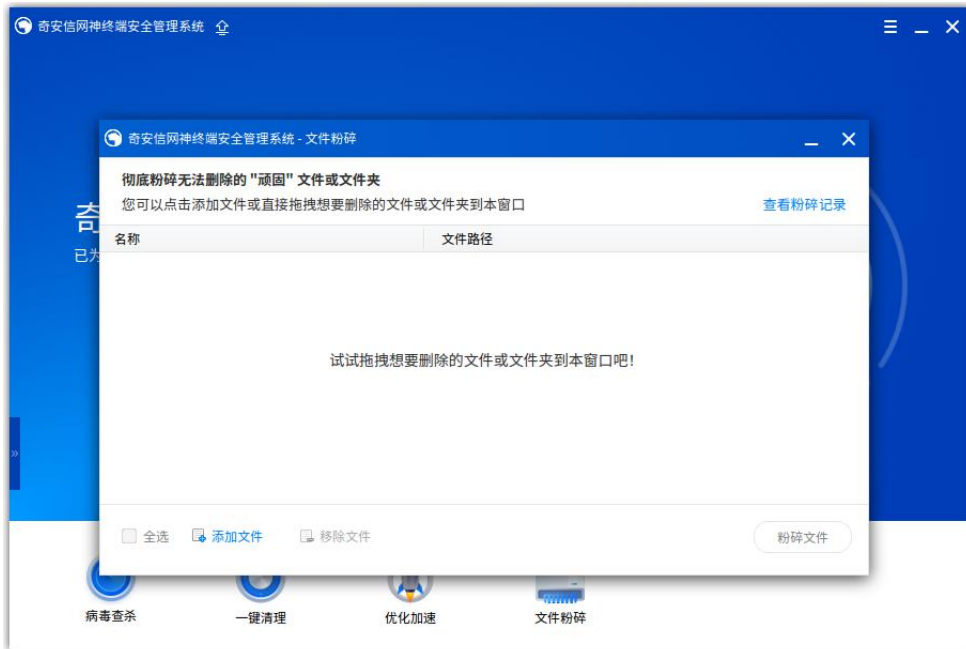 奇安信网神终端安全管理系统
奇安信网神终端安全管理系统 - 文件粉碎
彻底粉碎无法删除的 "顽固" 文件或文件夹
您可以点击添加文件或直接拖拽想要删除的文件或文件夹到本窗口
查看粉碎记录
奇
已为
名称
文件路径
试试拖拽想要删除的文件或文件夹到本窗口吧!
»
全选
添加文件
移除文件
粉碎文件
病毒查杀
一键清理
优化加速
文件粉碎